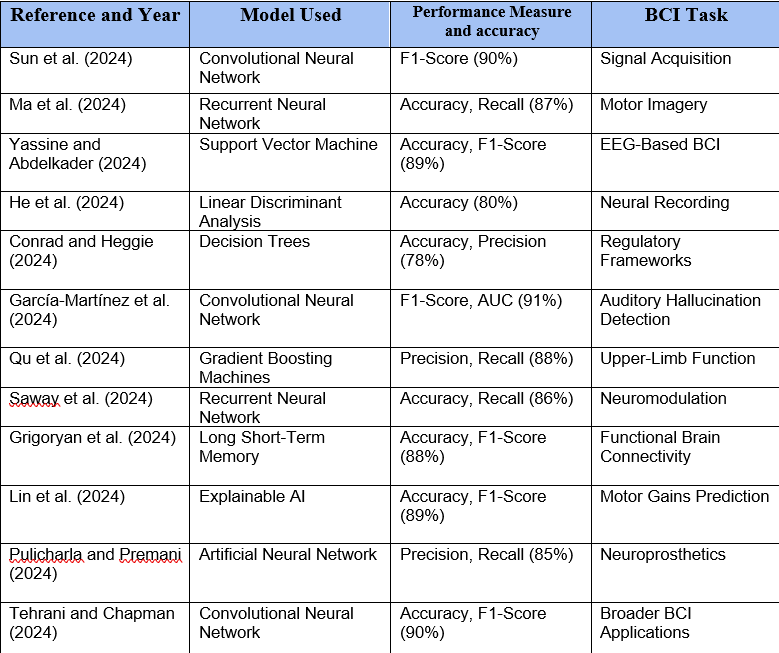 Reference and Year Model Used Performance Measure
and accuracy BCI Task
Sun et al. (2024) Convolutional Neural
Network F1-Score (90%) Signal Acquisition
Ma et al. (2024) Recurrent Neural
Network Accuracy, Recall (87%) Motor Imagery
Yassine and
Abdelkader (2024) Support Vector Machine Accuracy, F1-Score
(89%) EEG-Based BCI
He et al. (2024) Linear Discriminant
Analysis Accuracy (80%) Neural Recording
Conrad and Heggie
(2024) Decision Trees Accuracy, Precision
(78%) Regulatory
Frameworks
García-Martínez et al.
(2024) Convolutional Neural
Network F1-Score, AUC (91%) Auditory Hallucination
Detection
Qu et al. (2024) Gradient Boosting
Machines Precision, Recall (88%) Upper-Limb Function
Saway et al. (2024) Recurrent Neural
Network Accuracy, Recall (86%) Neuromodulation
Grigoryan et al. (2024) Long Short-Term
Memory Accuracy, F1-Score
(88%) Functional Brain
Connectivity
Lin et al. (2024) Explainable AI Accuracy, F1-Score
(89%) Motor Gains Prediction
Pulicharla and Premani
(2024) Artificial Neural Network Precision, Recall (85%) Neuroprosthetics
Tehrani and Chapman
(2024) Convolutional Neural
Network Accuracy, F1-Score
(90%) Broader BCI
Applications